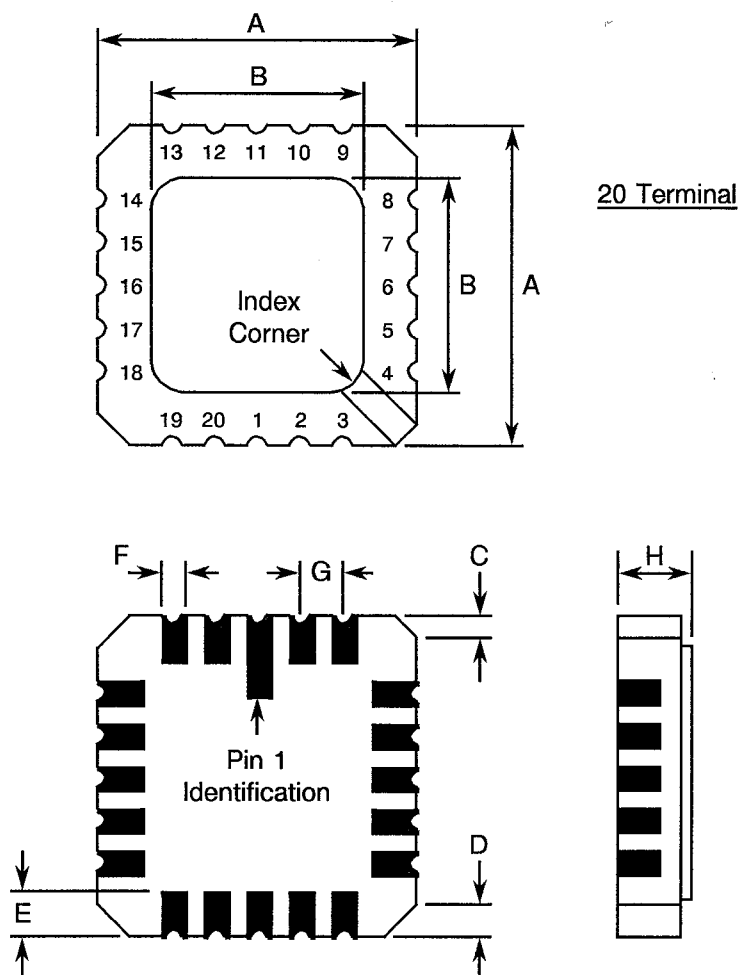 A
B
13 12 11 10 9
20 Terminal
14 8
15 7
16 6
B A
Index
Corner
17 5
18 4
19 20 1 2 3
F G C H
Pin 1
Identification
D
E